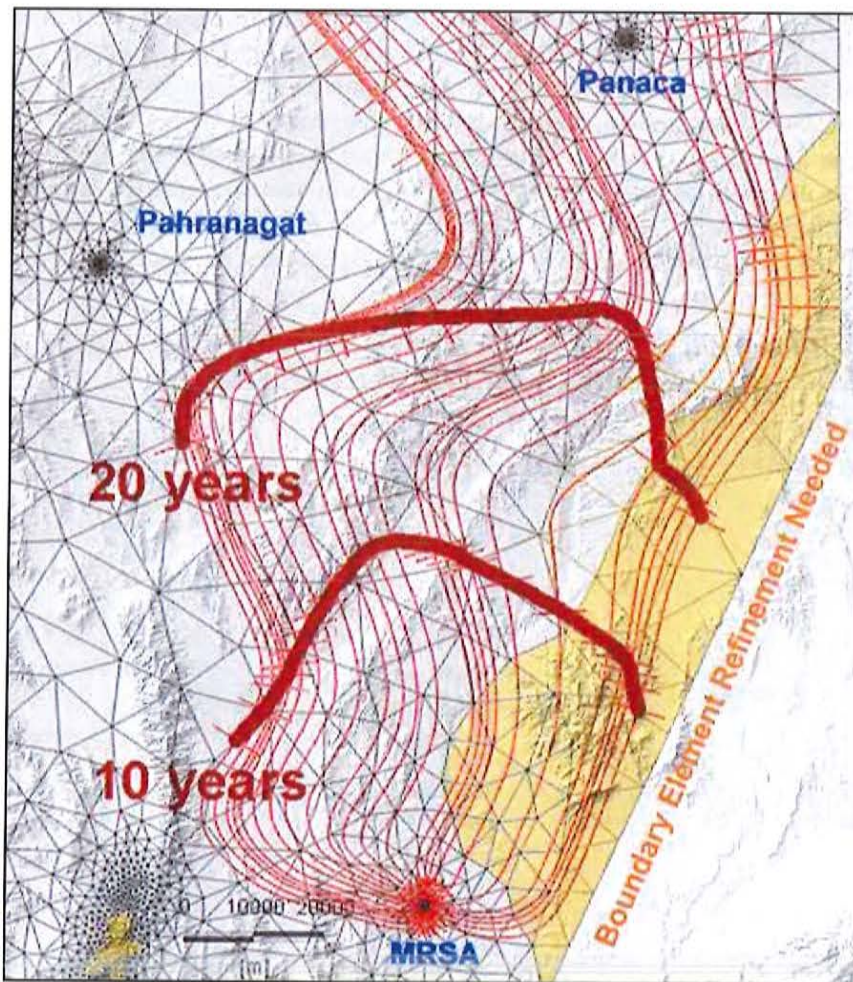 Panaca
Pahranagat
20 years
10 years
Boundary Element Refinement Needed
0 10000 20000
[m]
MRSA